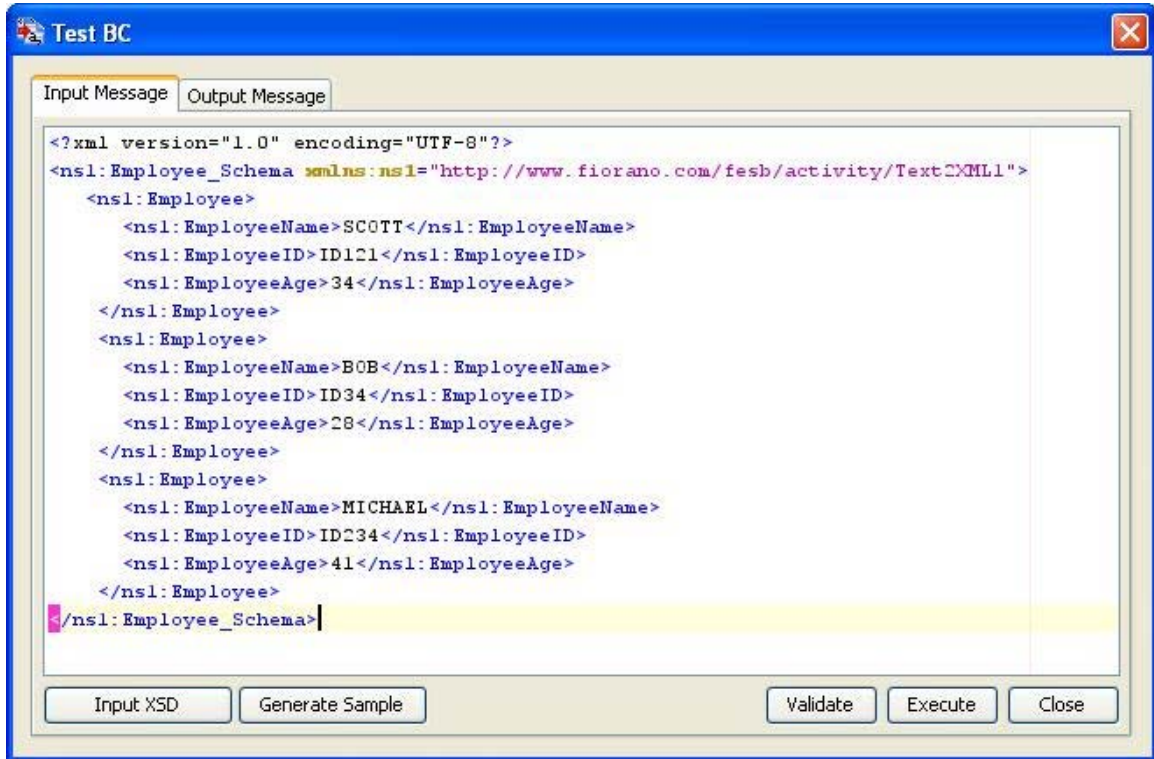 Test BC
Input Message Output Message
<?xml version="1.0" encoding="UTF-8"?>
<ns1:Employee_Schema xmlns:ns1="http://www.fiorano.com/fesb/activity/Text2XML1">
<ns1:Employee>
<ns1:EmployeeName>SCOTT</ns1:EmployeeName>
<ns1:EmployeeID>ID121</ns1:EmployeeID>
<ns1:EmployeeAge>34</ns1:EmployeeAge>
</ns1:Employee>
<ns1:Employee>
<ns1:EmployeeName>BOB</ns1:EmployeeName>
<ns1:EmployeeID>ID34</ns1:EmployeeID>
<ns1:EmployeeAge>28</ns1:EmployeeAge>
</ns1:Employee>
<ns1:Employee>
<ns1:EmployeeName>MICHAEL</ns1:EmployeeName>
<ns1:EmployeeID>ID234</ns1:EmployeeID>
<ns1:EmployeeAge>41</ns1:EmployeeAge>
</ns1:Employee>
</ns1:Employee_Schema>
Input XSD Generate Sample Validate Execute Close